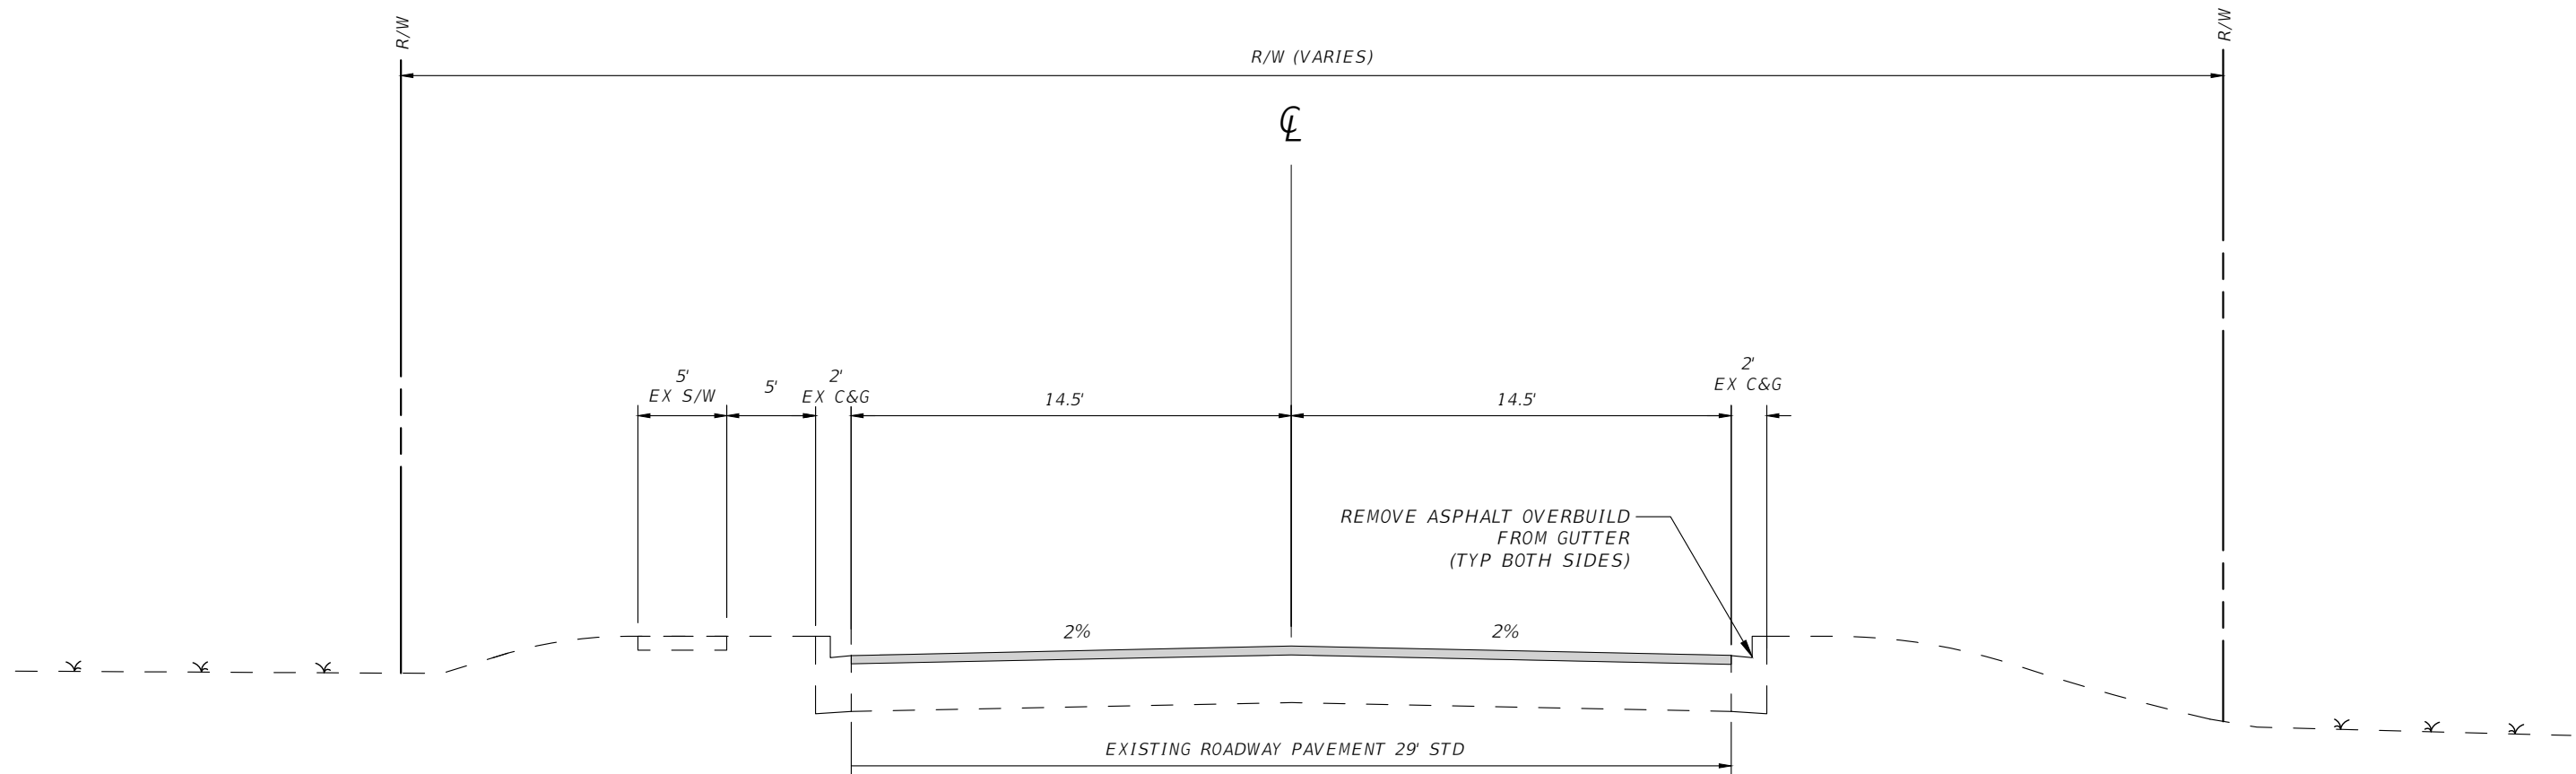 R/W
R/W
R/W (VARIES)
℄
5'
EX S/W
5'
2'
EX C&G
14.5'
14.5'
2'
EX C&G
REMOVE ASPHALT OVERBUILD
FROM GUTTER
(TYP BOTH SIDES)
2%
2%
EXISTING ROADWAY PAVEMENT 29' STD